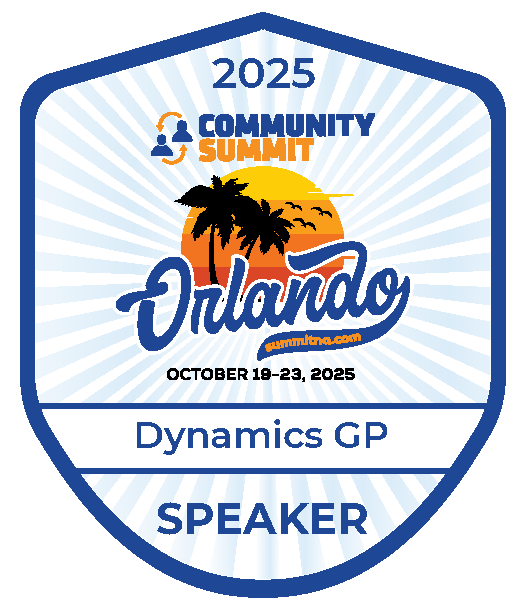 2025
COMMUNITY
SUMMIT
Orlando
summitna.com
OCTOBER 19-23, 2025
Dynamics GP
SPEAKER